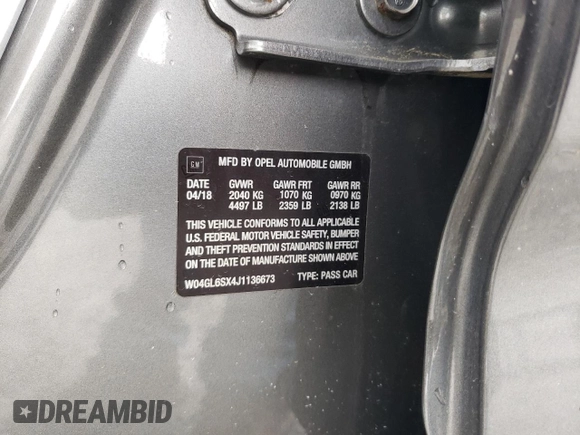 GM
MFD BY OPEL AUTOMOBILE GMBH
DATE GVWR GAWR FRT GAWR RR
04/18 2040 KG 1070 KG 0970 KG
4497 LB 2359 LB 2138 LB
THIS VEHICLE CONFORMS TO ALL APPLICABLE
U.S. FEDERAL MOTOR VEHICLE SAFETY, BUMPER
AND THEFT PREVENTION STANDARDS IN EFFECT
ON THE DATE OF MANUFACTURE SHOWN ABOVE
W04GL6SX4J1136673 TYPE: PASS CAR
DREAMBID